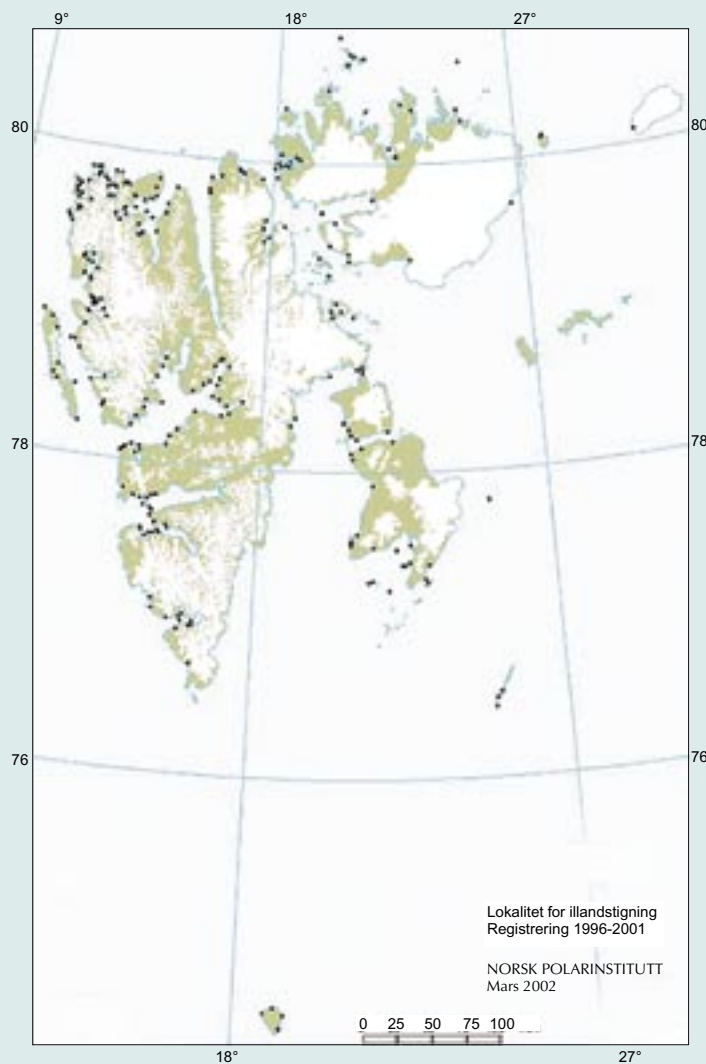 9° 18° 27°
80 80
78 78
76 76
Lokalitet for illandstigning
Registrering 1996-2001
NORSK POLARINSTITUTT
Mars 2002
0 25 50 75 100
18° 27°